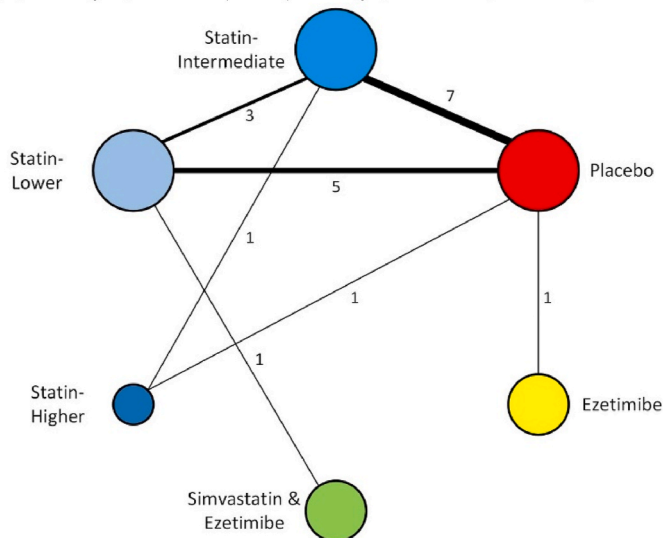 Statin-
Intermediate
7
3
Statin-
Lower
Placebo
5
1
1
1
1
Statin-
Higher
Ezetimibe
Simvastatin &
Ezetimibe